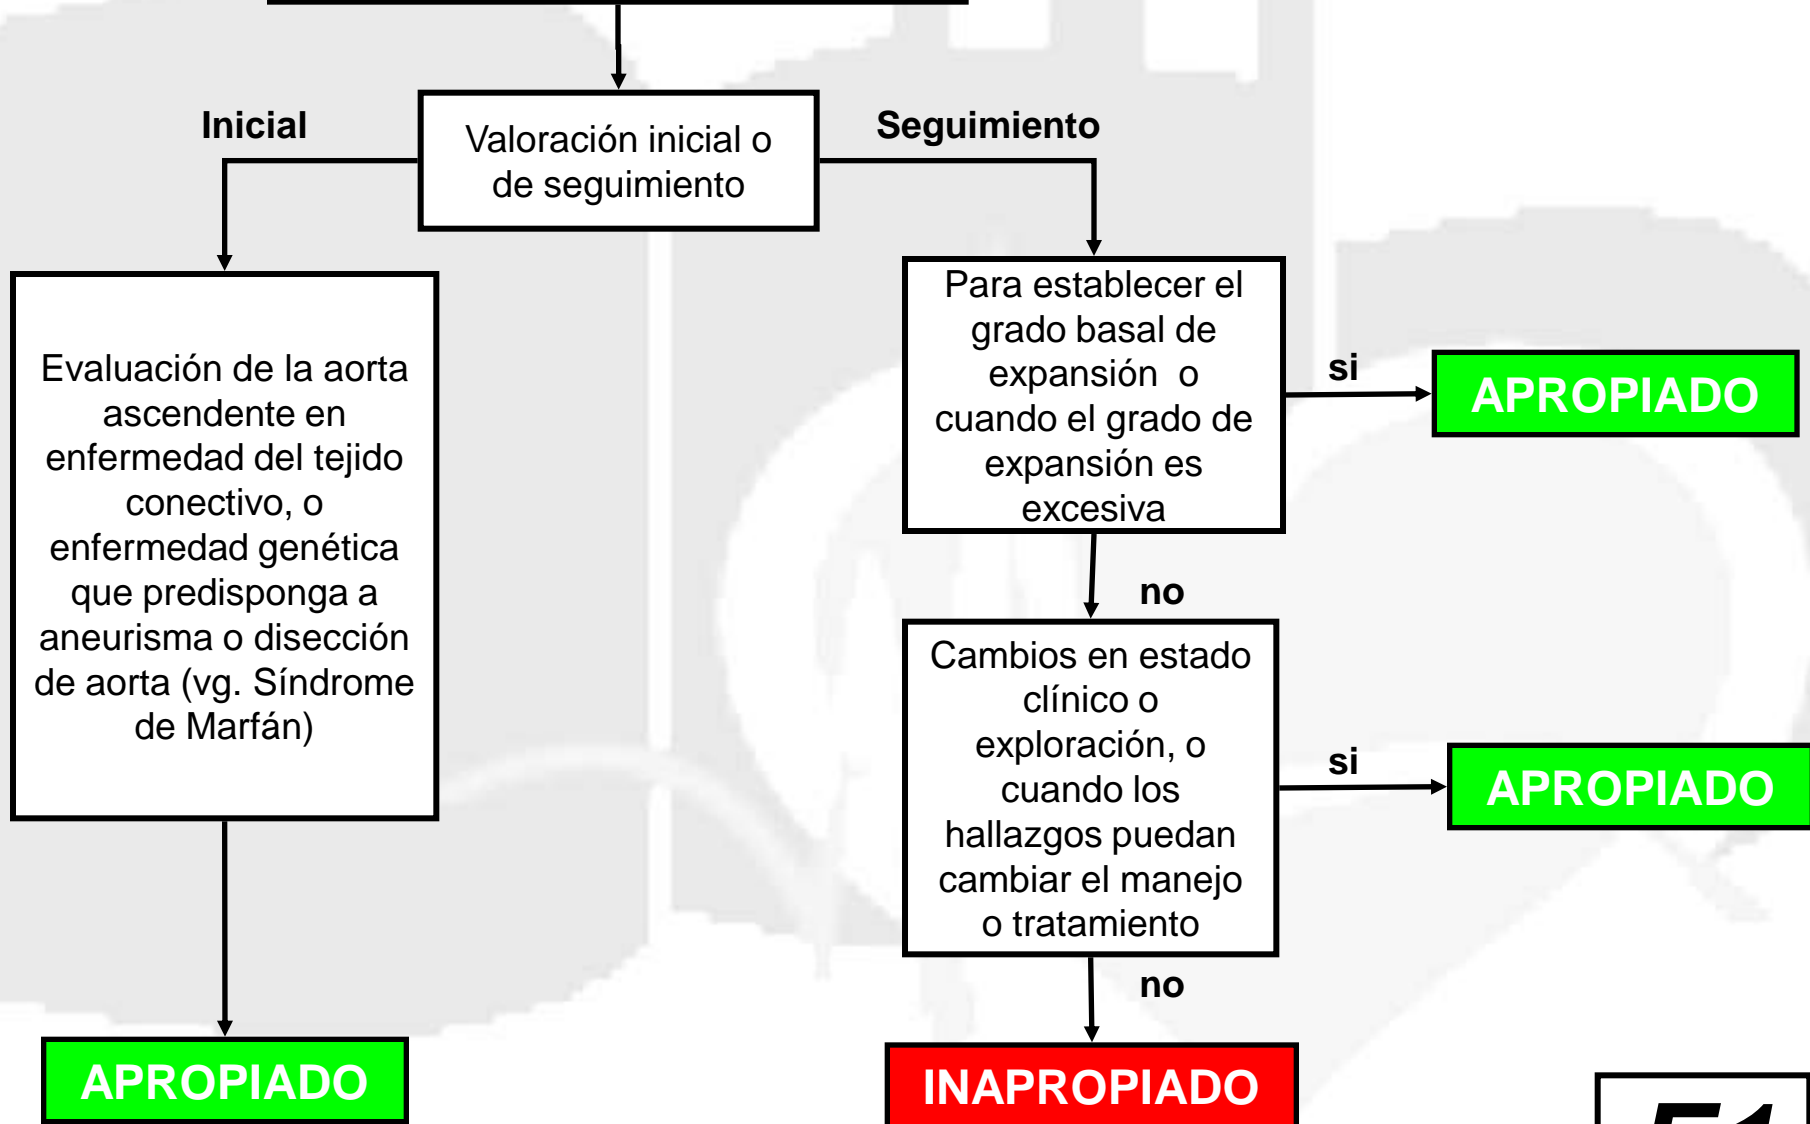 Inicial
Valoración inicial o
de seguimiento
Seguimiento
Evaluación de la aorta
ascendente en
enfermedad del tejido
conectivo, o
enfermedad genética
que predisponga a
aneurisma o disección
de aorta (vg. Síndrome
de Marfán)
APROPIADO
Para establecer el
grado basal de
expansión o
cuando el grado de
expansión es
excesiva
si
APROPIADO
no
Cambios en estado
clínico o
exploración, o
cuando los
hallazgos puedan
cambiar el manejo
o tratamiento
si
APROPIADO
no
INAPROPIADO